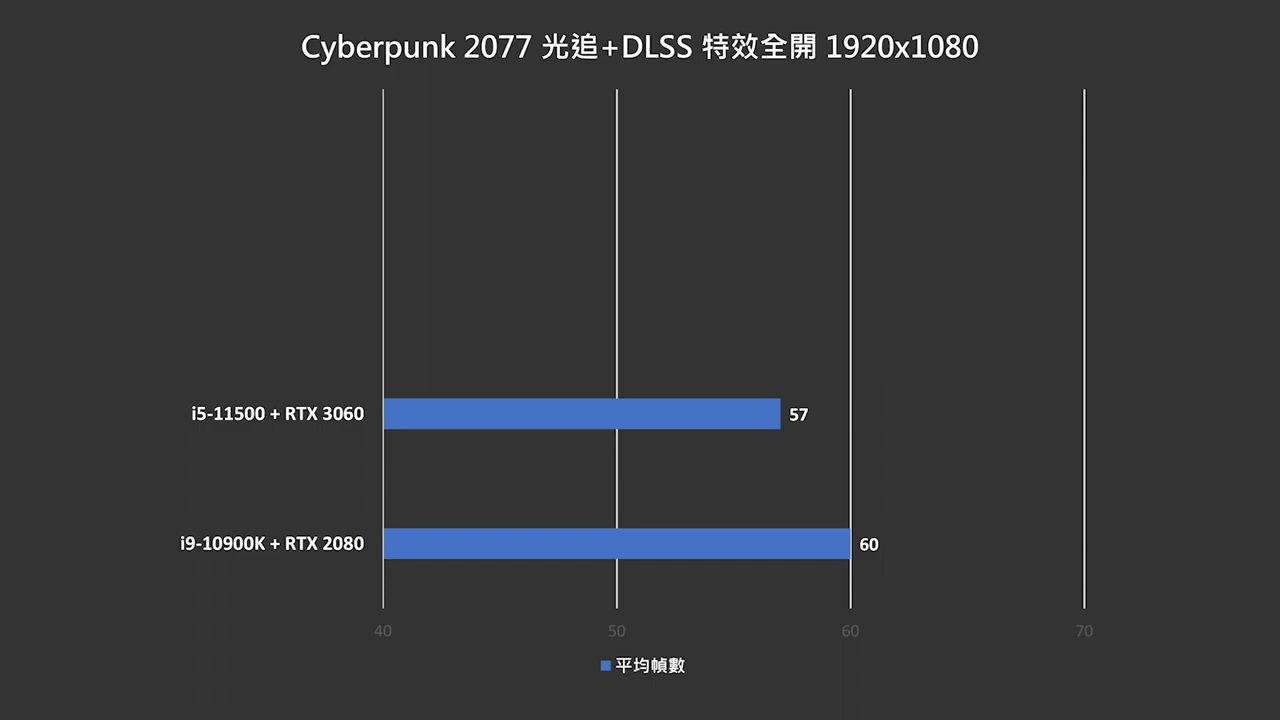 Cyberpunk 2077 光追+DLSS 特效全開 1920x1080
i5-11500 + RTX 3060
57
i9-10900K + RTX 2080
60
40 50 60 70
平均幀數